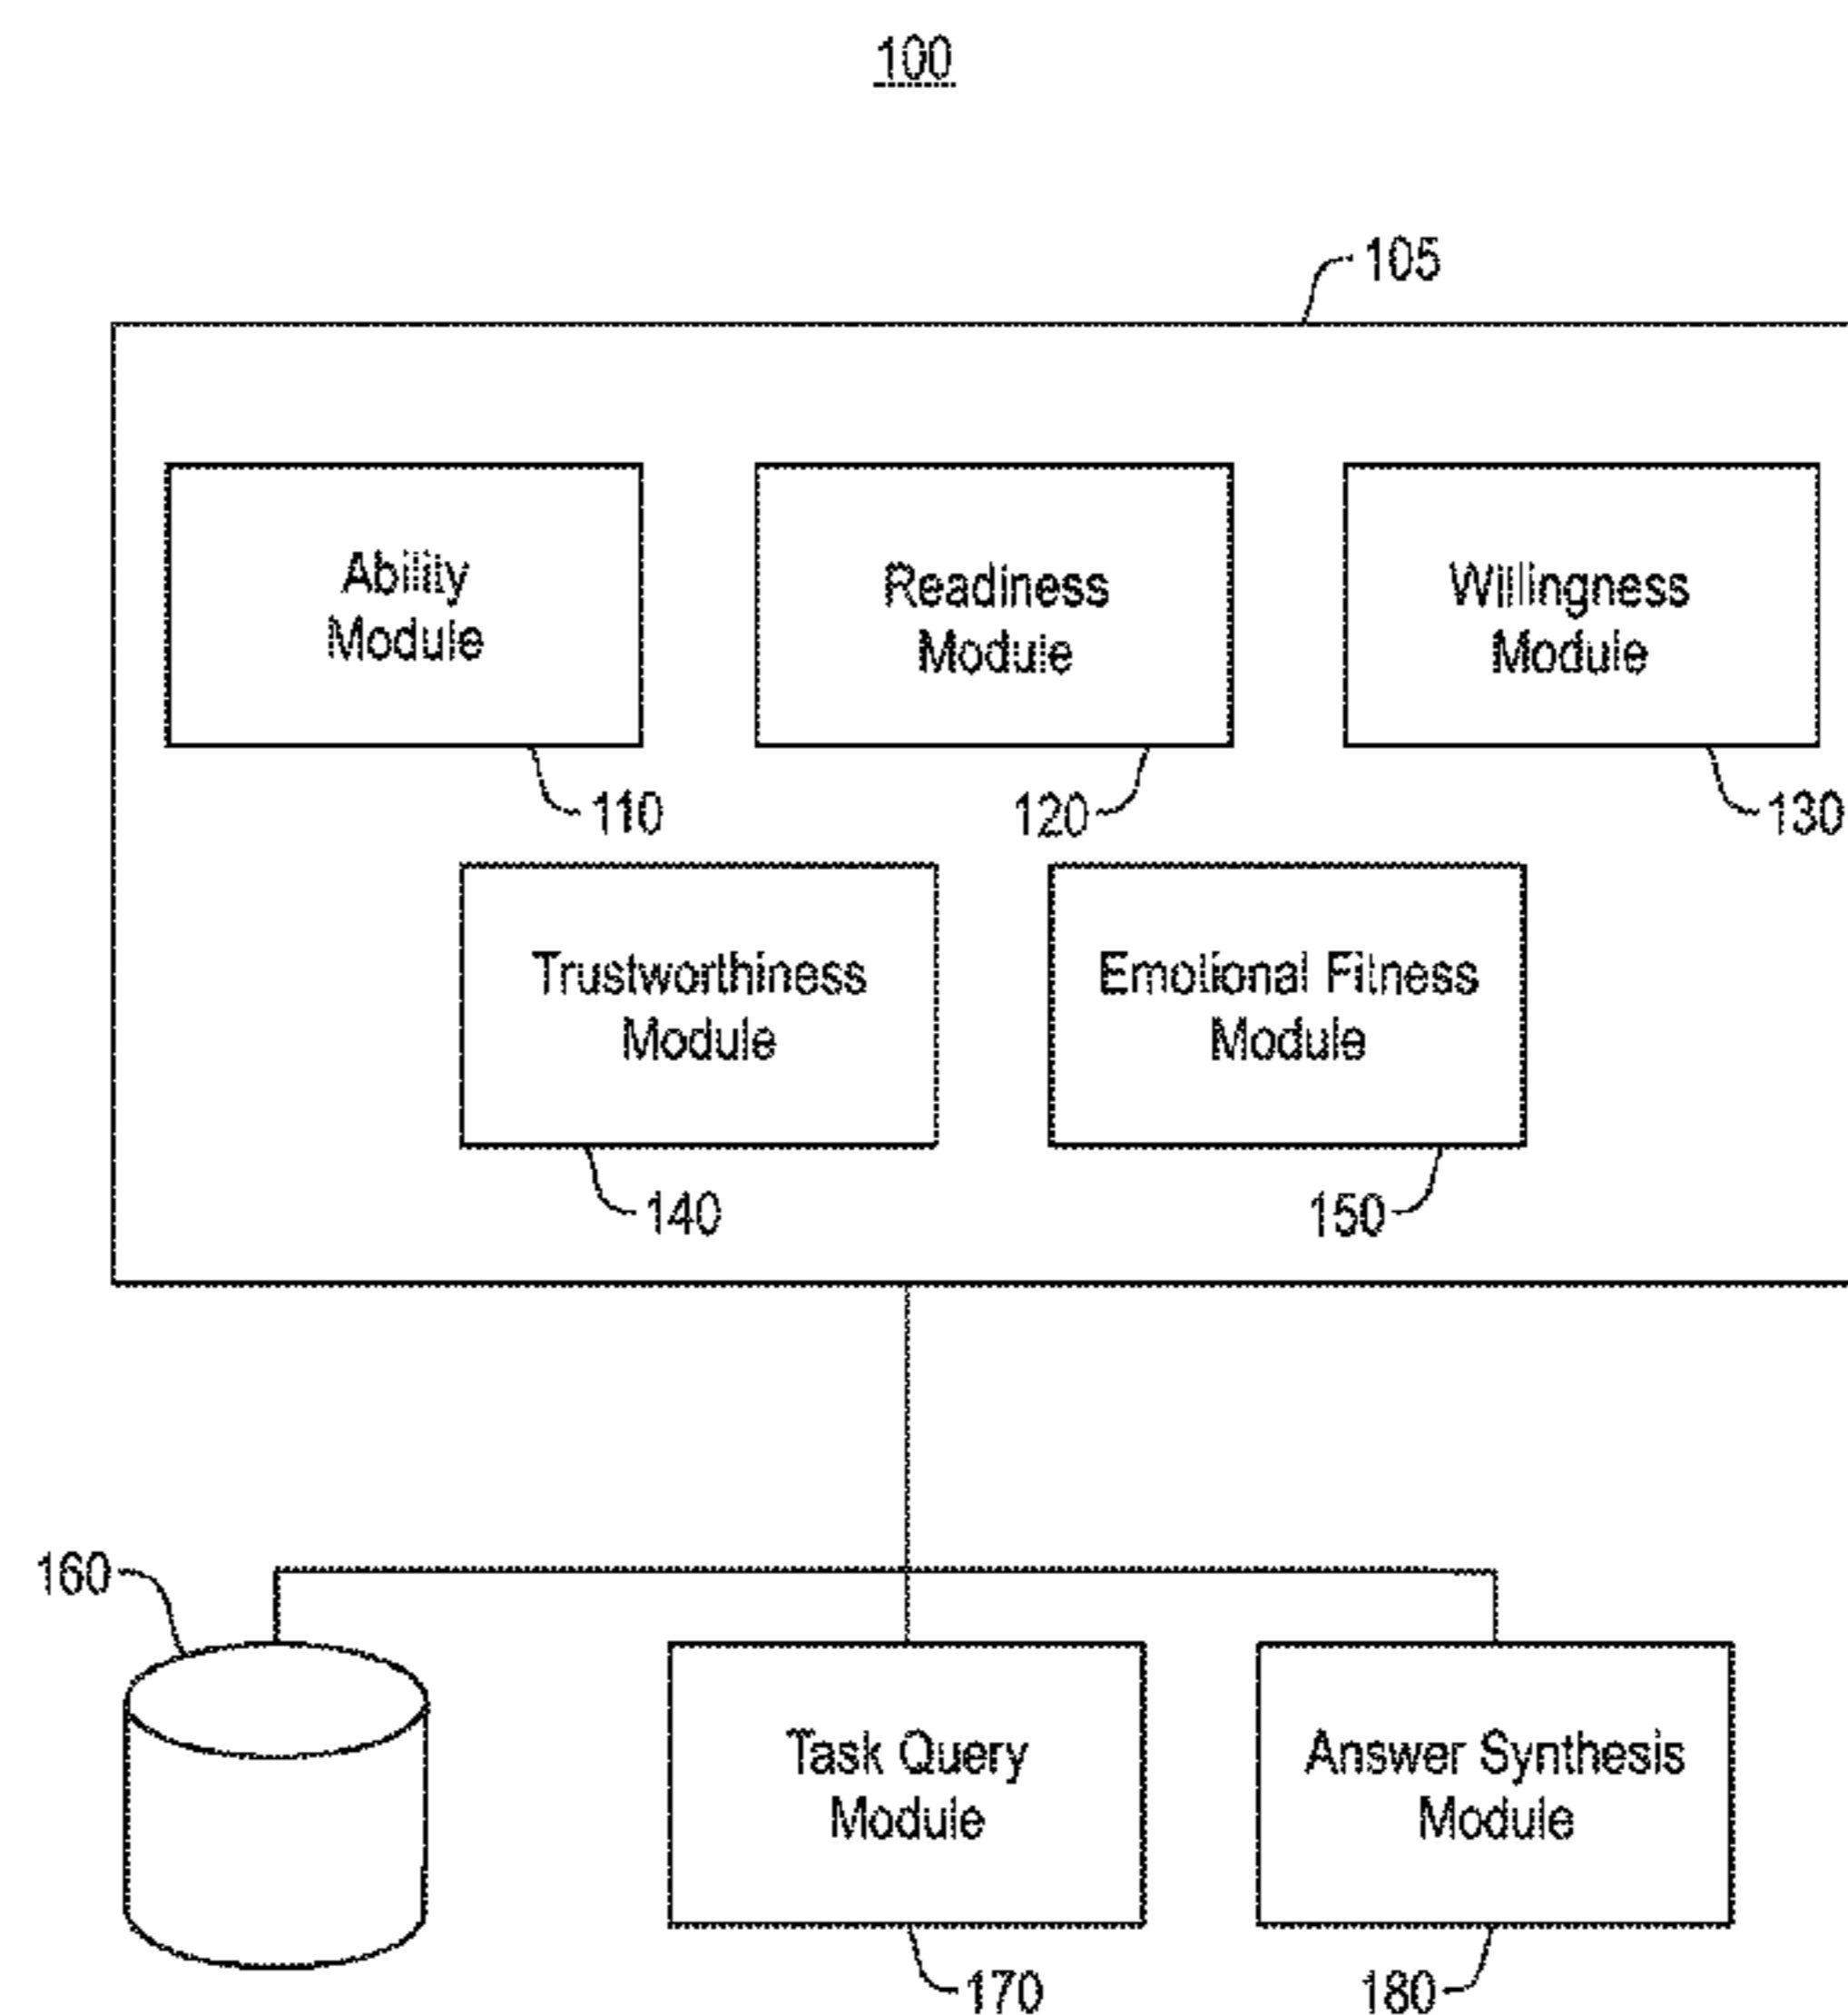 100
105
Ability
Module
Readiness
Module
Willingness
Module
110
120
130
Trustworthiness
Module
Emotional Fitness
Module
140
150
160
Task Query
Module
Answer Synthesis
Module
170
180